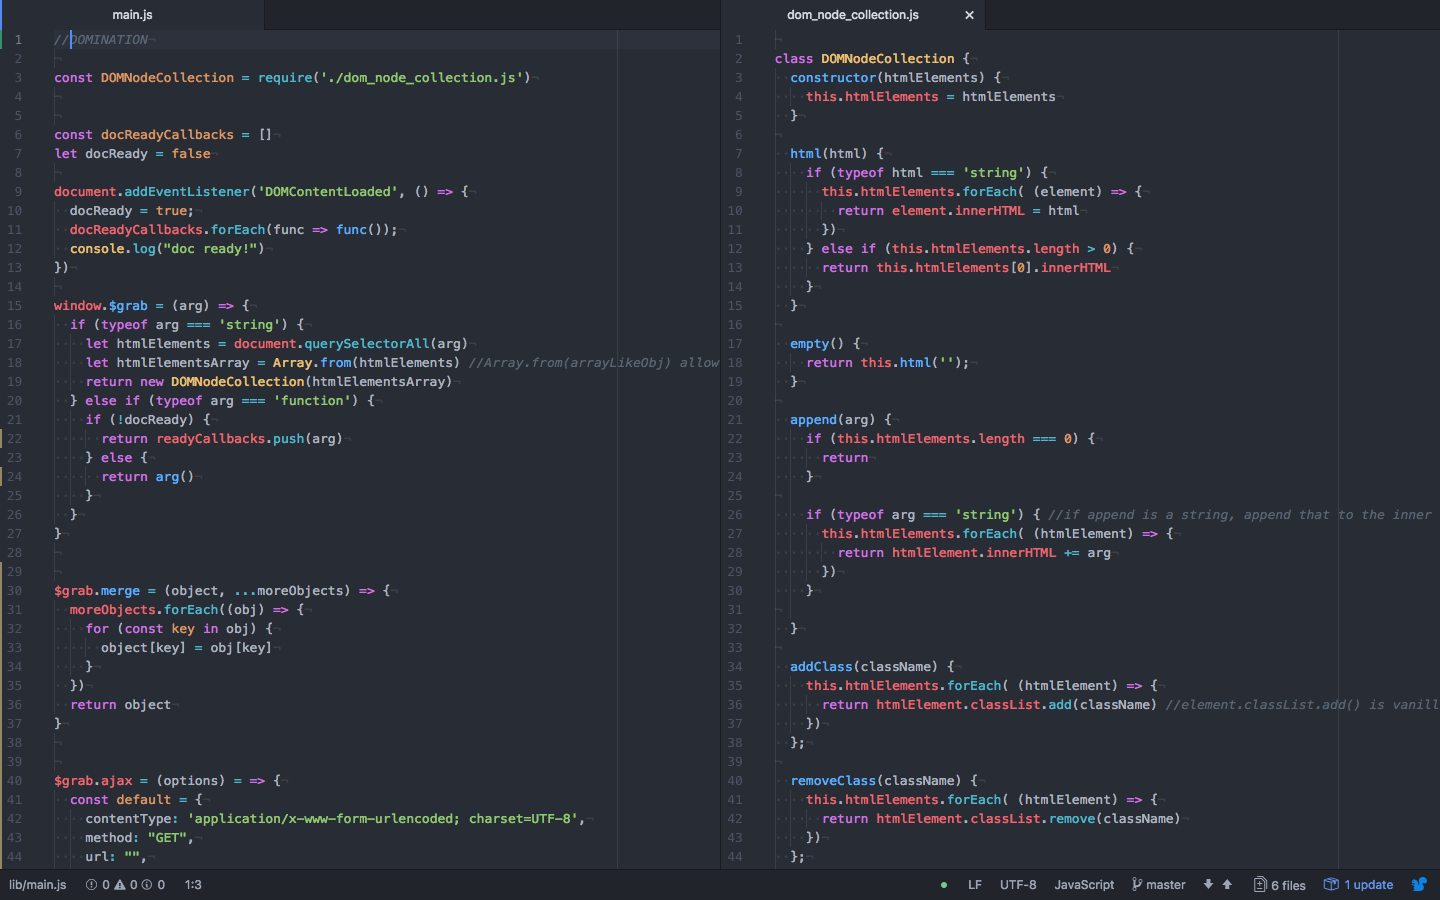 main.js
1 //DOMINATION
2
3 const DOMNodeCollection = require('./dom_node_collection.js')
4
5
6 const docReadyCallbacks = []
7 let docReady = false
8
9 document.addEventListener('DOMContentLoaded', () => {
10 docReady = true;
11 docReadyCallbacks.forEach(func => func());
12 console.log("doc ready!")
13 })
14
15 window.$grab = (arg) => {
16 if (typeof arg === 'string') {
17 let htmlElements = document.querySelectorAll(arg)
18 let htmlElementsArray = Array.from(htmlElements) //Array.from(arrayLikeObj) allow
19 return new DOMNodeCollection(htmlElementsArray)
20 } else if (typeof arg === 'function') {
21 if (!docReady) {
22 return readyCallbacks.push(arg)
23 } else {
24 return arg()
25 }
26 }
27 }
28
29
30 $grab.merge = (object, ...moreObjects) => {
31 moreObjects.forEach((obj) => {
32 for (const key in obj) {
33 object[key] = obj[key]
34 }
35 })
36 return object
37 }
38
39
40 $grab.ajax = (options) = => {
41 const default = {
42 contentType: 'application/x-www-form-urlencoded; charset=UTF-8',
43 method: "GET",
44 url: "",
dom_node_collection.js
1
2 class DOMNodeCollection {
3 constructor(htmlElements) {
4 this.htmlElements = htmlElements
5 }
6
7 html(html) {
8 if (typeof html === 'string') {
9 this.htmlElements.forEach( (element) => {
10 return element.innerHTML = html
11 })
12 } else if (this.htmlElements.length > 0) {
13 return this.htmlElements[0].innerHTML
14 }
15 }
16
17 empty() {
18 return this.html('');
19 }
20
21 append(arg) {
22 if (this.htmlElements.length === 0) {
23 return
24 }
25
26 if (typeof arg === 'string') { //if append is a string, append that to the inner
27 this.htmlElements.forEach( (htmlElement) => {
28 return htmlElement.innerHTML += arg
29 })
30 }
31
32 }
33
34 addClass(className) {
35 this.htmlElements.forEach( (htmlElement) => {
36 return htmlElement.classList.add(className) //element.classList.add() is vanill
37 })
38 };
39
40 removeClass(className) {
41 this.htmlElements.forEach( (htmlElement) => {
42 return htmlElement.classList.remove(className)
43 })
44 };
lib/main.js 0 0 0 1:3 LF UTF-8 JavaScript master 6 files 1 update